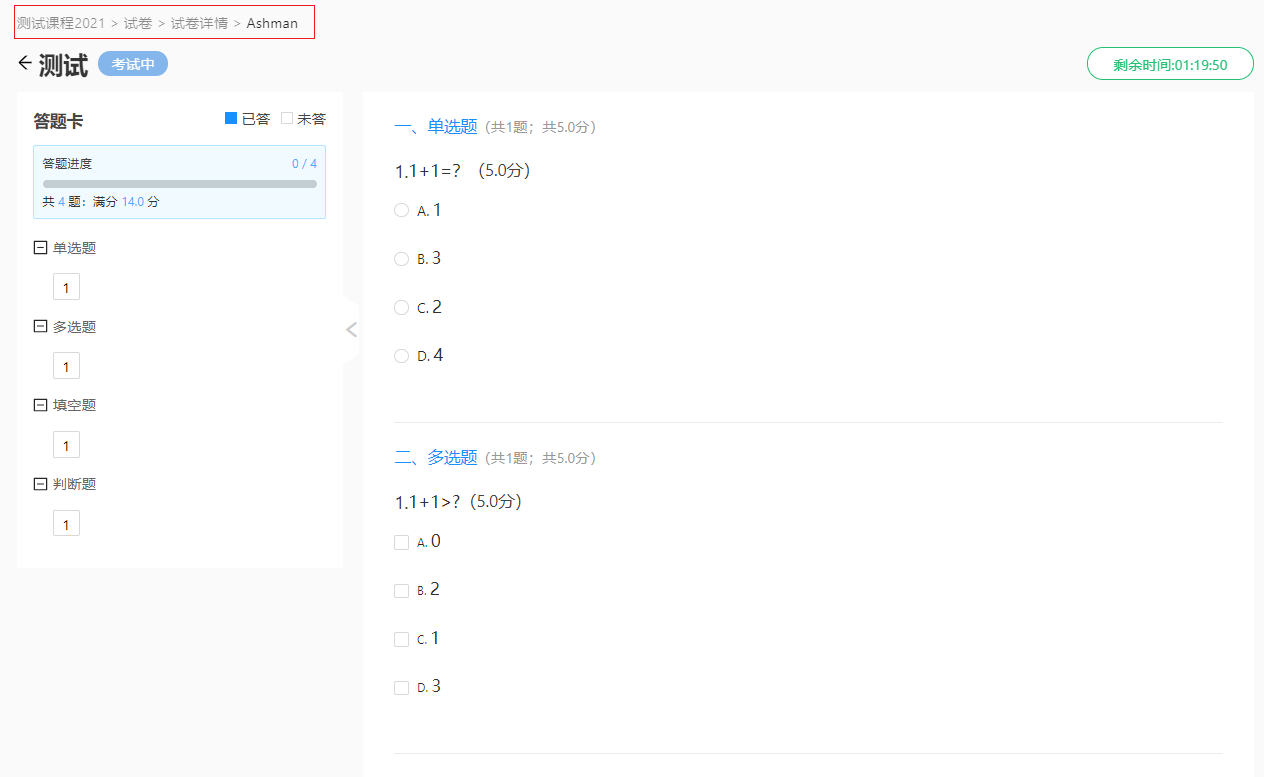 测试课程2021 > 试卷 > 试卷详情 > Ashman
测试 考试中
剩余时间:01:19:50
答题卡 已答 未答
答题进度 0 / 4
共 4 题；满分 14.0 分
单选题
1
多选题
1
填空题
1
判断题
1
一、单选题（共1题；共5.0分）
1.1+1=？（5.0分）
A. 1
B. 3
C. 2
D. 4
二、多选题（共1题；共5.0分）
1.1+1>？（5.0分）
A. 0
B. 2
C. 1
D. 3